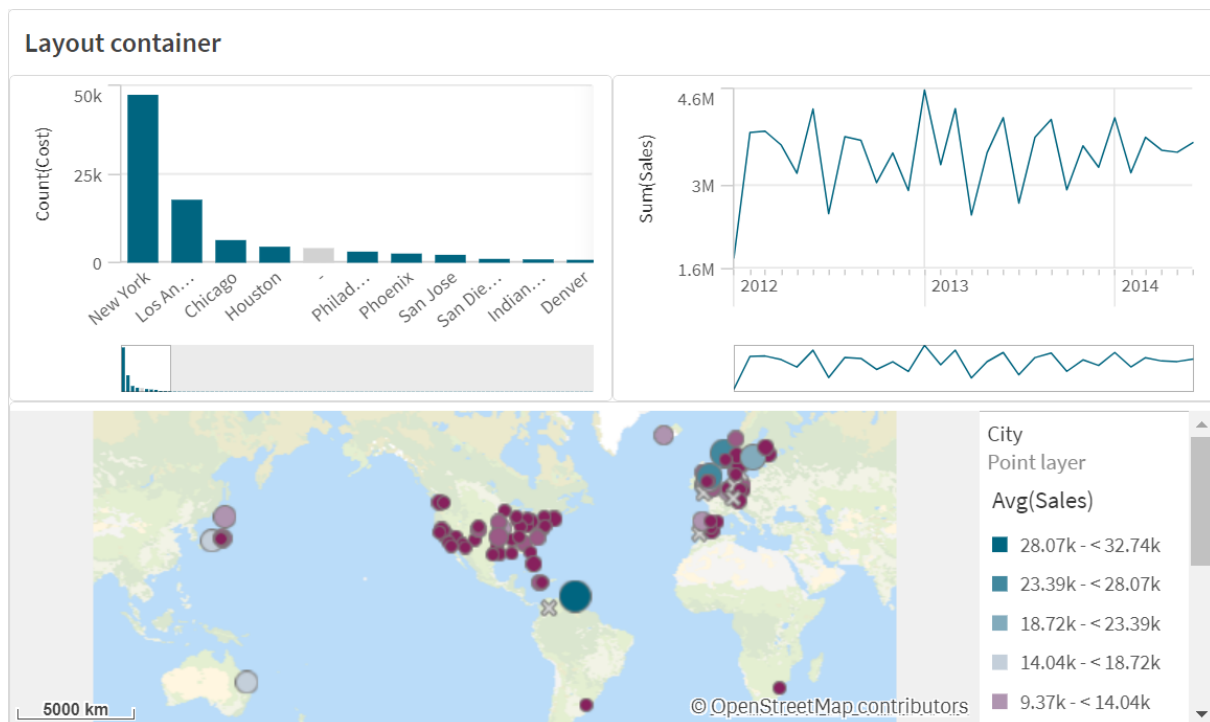 Layout container
50k
25k
0
Count(Cost)
New York
Los An...
Chicago
Houston
-
Philad...
Phoenix
San Jose
San Die...
Indian...
Denver
4.6M
3M
1.6M
Sum(Sales)
2012
2013
2014
City
Point layer
Avg(Sales)
28.07k - < 32.74k
23.39k - < 28.07k
18.72k - < 23.39k
14.04k - < 18.72k
9.37k - < 14.04k
5000 km
© OpenStreetMap contributors